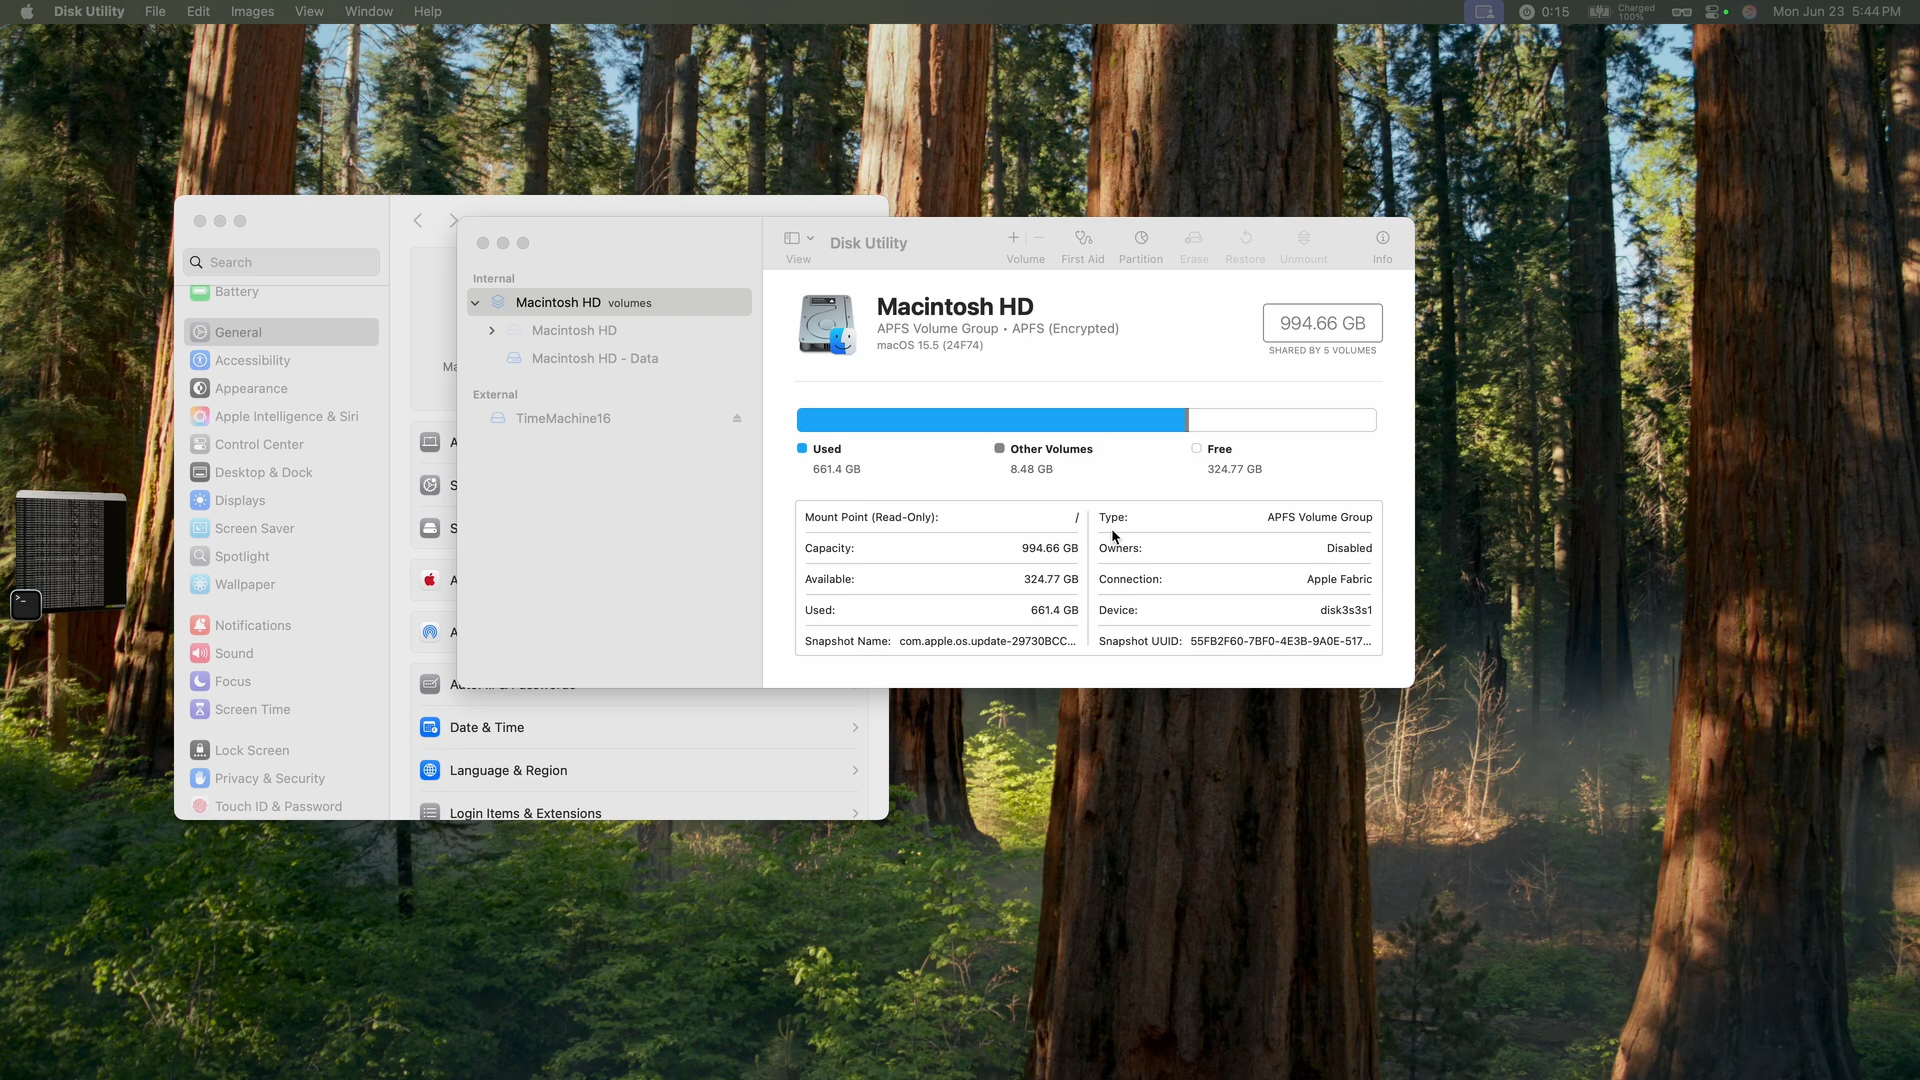 Disk Utility File Edit Images View Window Help
0:15 Charged 100% Mon Jun 23 5:44 PM
Search
Battery
General
Accessibility
Appearance
Apple Intelligence & Siri
Control Center
Desktop & Dock
Displays
Screen Saver
Spotlight
Wallpaper
Notifications
Sound
Focus
Screen Time
Lock Screen
Privacy & Security
Touch ID & Password
Date & Time
Language & Region
Login Items & Extensions
Internal
Macintosh HD volumes
Macintosh HD
Macintosh HD - Data
External
TimeMachine16
View
Disk Utility
Volume First Aid Partition Erase Restore Unmount Info
Macintosh HD
APFS Volume Group • APFS (Encrypted)
macOS 15.5 (24F74)
994.66 GB
SHARED BY 5 VOLUMES
Used
661.4 GB
Other Volumes
8.48 GB
Free
324.77 GB
Mount Point (Read-Only): /
Capacity: 994.66 GB
Available: 324.77 GB
Used: 661.4 GB
Snapshot Name: com.apple.os.update-29730BCC...
Type: APFS Volume Group
Owners: Disabled
Connection: Apple Fabric
Device: disk3s3s1
Snapshot UUID: 55FB2F60-7BF0-4E3B-9A0E-517...